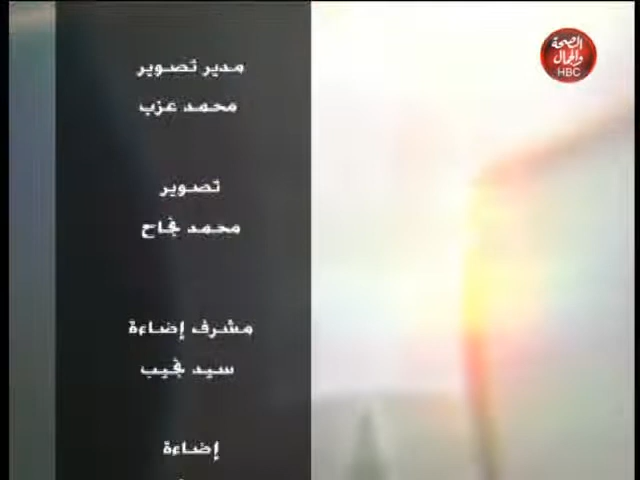 الصحة
والجمال
HBC
مدير تصوير
محمد عزب
تصوير
محمد نجاح
مشرف إضاءة
سيد نجيب
إضاءة